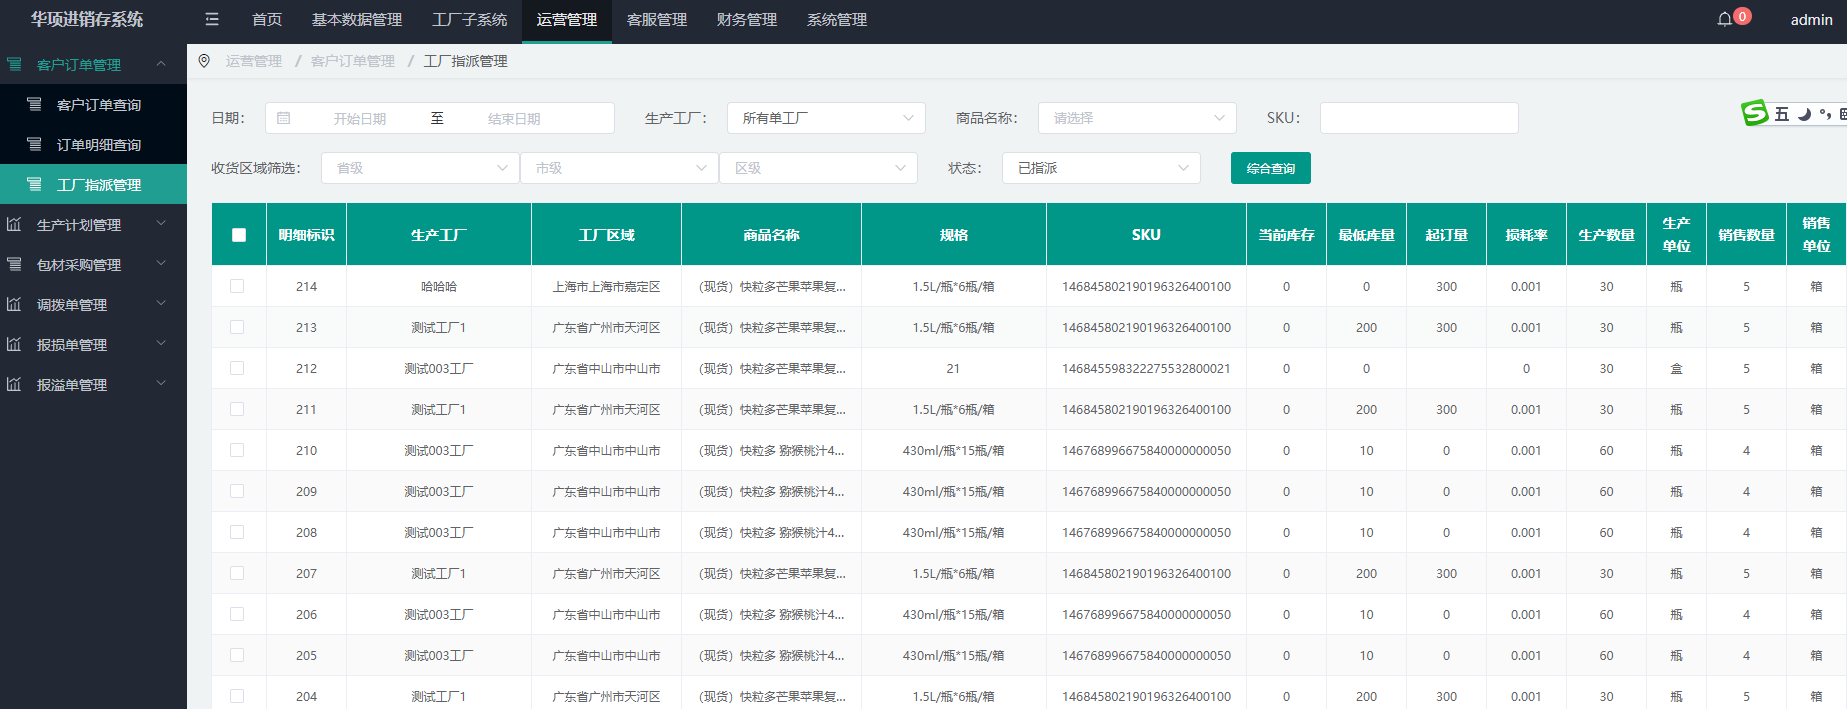 华项进销存系统 首页 基本数据管理 工厂子系统 运营管理 客服管理 财务管理 系统管理 0 admin
客户订单管理
客户订单查询
订单明细查询
工厂指派管理
生产计划管理
包材采购管理
调拨单管理
报损单管理
报溢单管理
运营管理 / 客户订单管理 / 工厂指派管理
日期： 开始日期 至 结束日期 生产工厂： 所有单工厂 商品名称： 请选择 SKU：
五
收货区域筛选： 省级 市级 区级 状态： 已指派 综合查询
明细标识 生产工厂 工厂区域 商品名称 规格 SKU 当前库存 最低库量 起订量 损耗率 生产数量 生产单位 销售数量 销售单位
214 哈哈哈 上海市上海市嘉定区 (现货）快粒多芒果苹果复... 1.5L/瓶*6瓶/箱 146845802190196326400100 0 0 300 0.001 30 瓶 5 箱
213 测试工厂1 广东省广州市天河区 (现货）快粒多芒果苹果复... 1.5L/瓶*6瓶/箱 146845802190196326400100 0 200 300 0.001 30 瓶 5 箱
212 测试003工厂 广东省中山市中山市 (现货）快粒多芒果苹果复... 21 146845598322275532800021 0 0 0 30 盒 5 箱
211 测试工厂1 广东省广州市天河区 (现货）快粒多芒果苹果复... 1.5L/瓶*6瓶/箱 146845802190196326400100 0 200 300 0.001 30 瓶 5 箱
210 测试003工厂 广东省中山市中山市 (现货）快粒多 猕猴桃汁4... 430ml/瓶*15瓶/箱 146768996675840000000050 0 10 0 0.001 60 瓶 4 箱
209 测试003工厂 广东省中山市中山市 (现货）快粒多 猕猴桃汁4... 430ml/瓶*15瓶/箱 146768996675840000000050 0 10 0 0.001 60 瓶 4 箱
208 测试003工厂 广东省中山市中山市 (现货）快粒多 猕猴桃汁4... 430ml/瓶*15瓶/箱 146768996675840000000050 0 10 0 0.001 60 瓶 4 箱
207 测试工厂1 广东省广州市天河区 (现货）快粒多芒果苹果复... 1.5L/瓶*6瓶/箱 146845802190196326400100 0 200 300 0.001 30 瓶 5 箱
206 测试003工厂 广东省中山市中山市 (现货）快粒多 猕猴桃汁4... 430ml/瓶*15瓶/箱 146768996675840000000050 0 10 0 0.001 60 瓶 4 箱
205 测试003工厂 广东省中山市中山市 (现货）快粒多 猕猴桃汁4... 430ml/瓶*15瓶/箱 146768996675840000000050 0 10 0 0.001 60 瓶 4 箱
204 测试工厂1 广东省广州市天河区 (现货）快粒多芒果苹果复... 1.5L/瓶*6瓶/箱 146845802190196326400100 0 200 300 0.001 30 瓶 5 箱